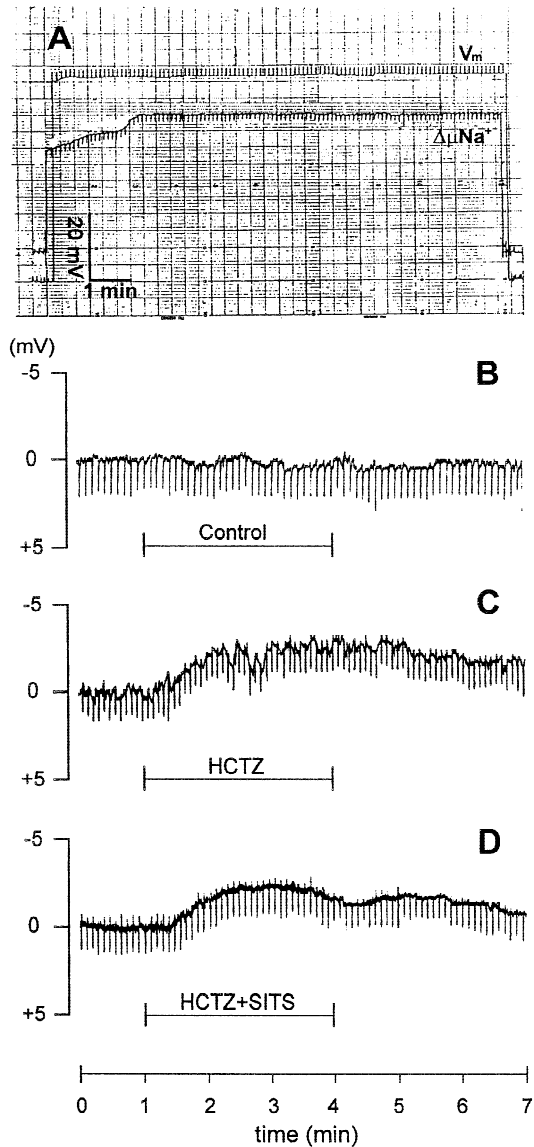 A
Vm
ΔμNa+
20 mV
1 min
(mV)
B
-5
0
+5
Control
C
-5
0
+5
HCTZ
D
-5
0
+5
HCTZ+SITS
0 1 2 3 4 5 6 7
time (min)